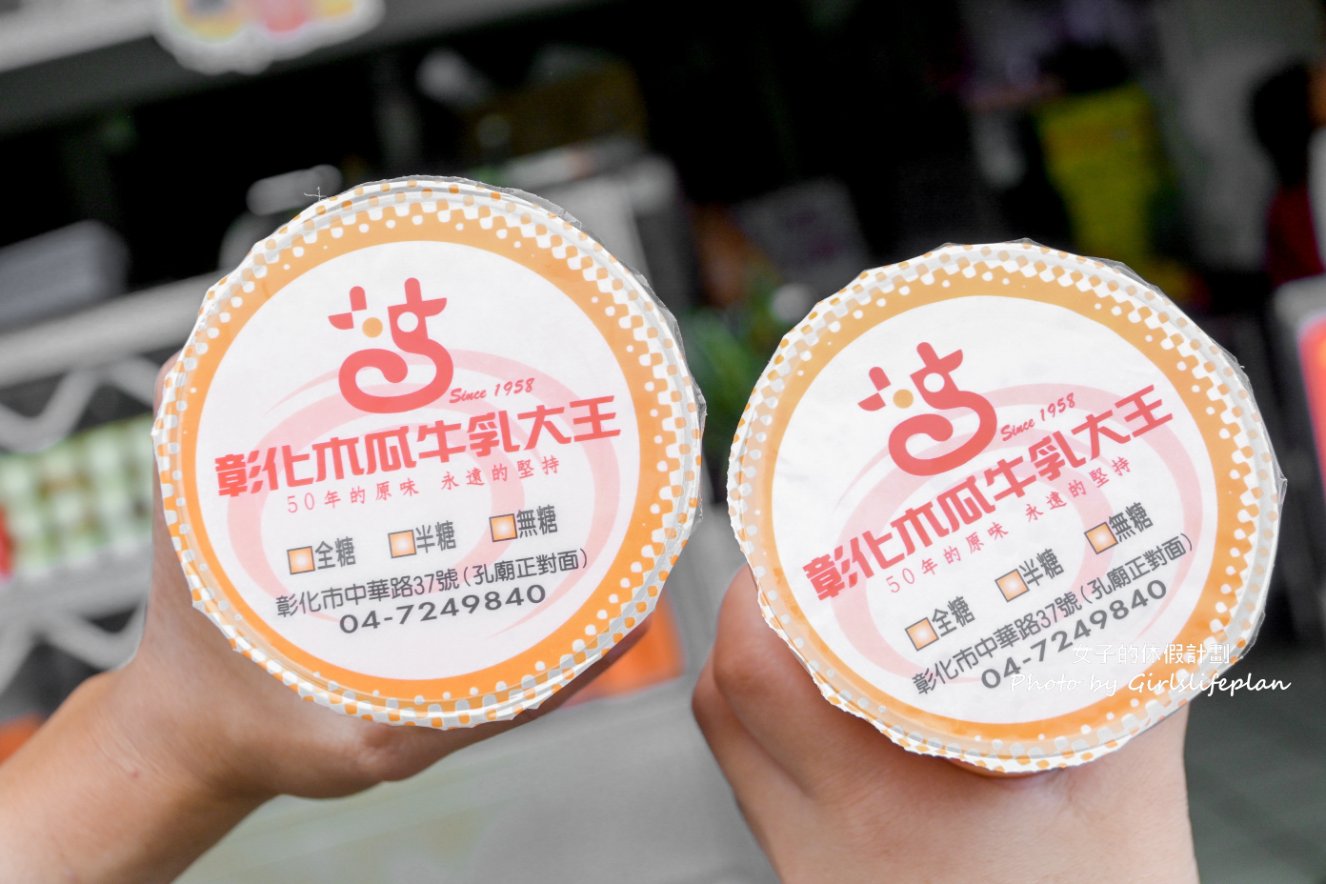 Since 1958
彰化木瓜牛乳大王
50年的原味 永遠的堅持
全糖 半糖 無糖
彰化市中華路37號(孔廟正對面)
04-7249840
Since 1958
彰化木瓜牛乳大王
50年的原味 永遠的堅持
全糖 半糖 無糖
彰化市中華路37號(孔廟正對面)
04-7249840
女子的休假計劃
Photo by Girlslifeplan